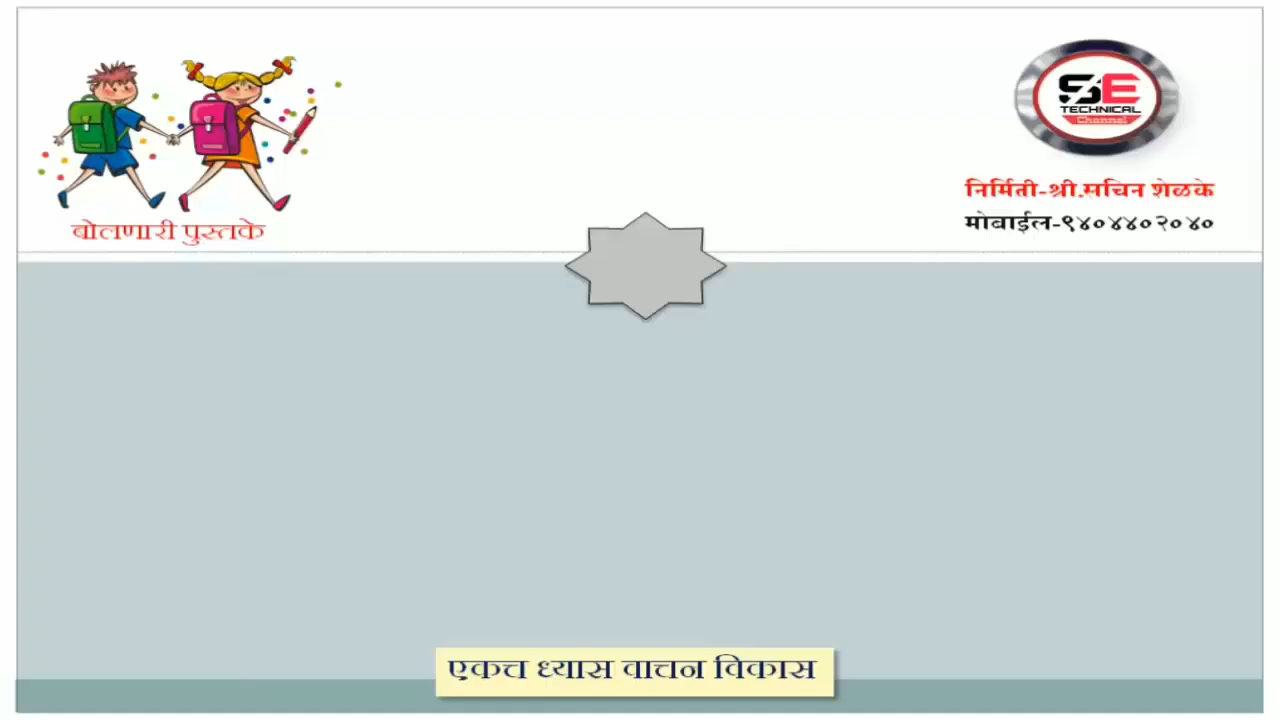 SE
TECHNICAL
Channel
निर्मिती-श्री.सचिन शेळके
मोबाईल-९४०४४०२०४०
बोलणारी पुस्तके
एकच ध्यास वाचन विकास